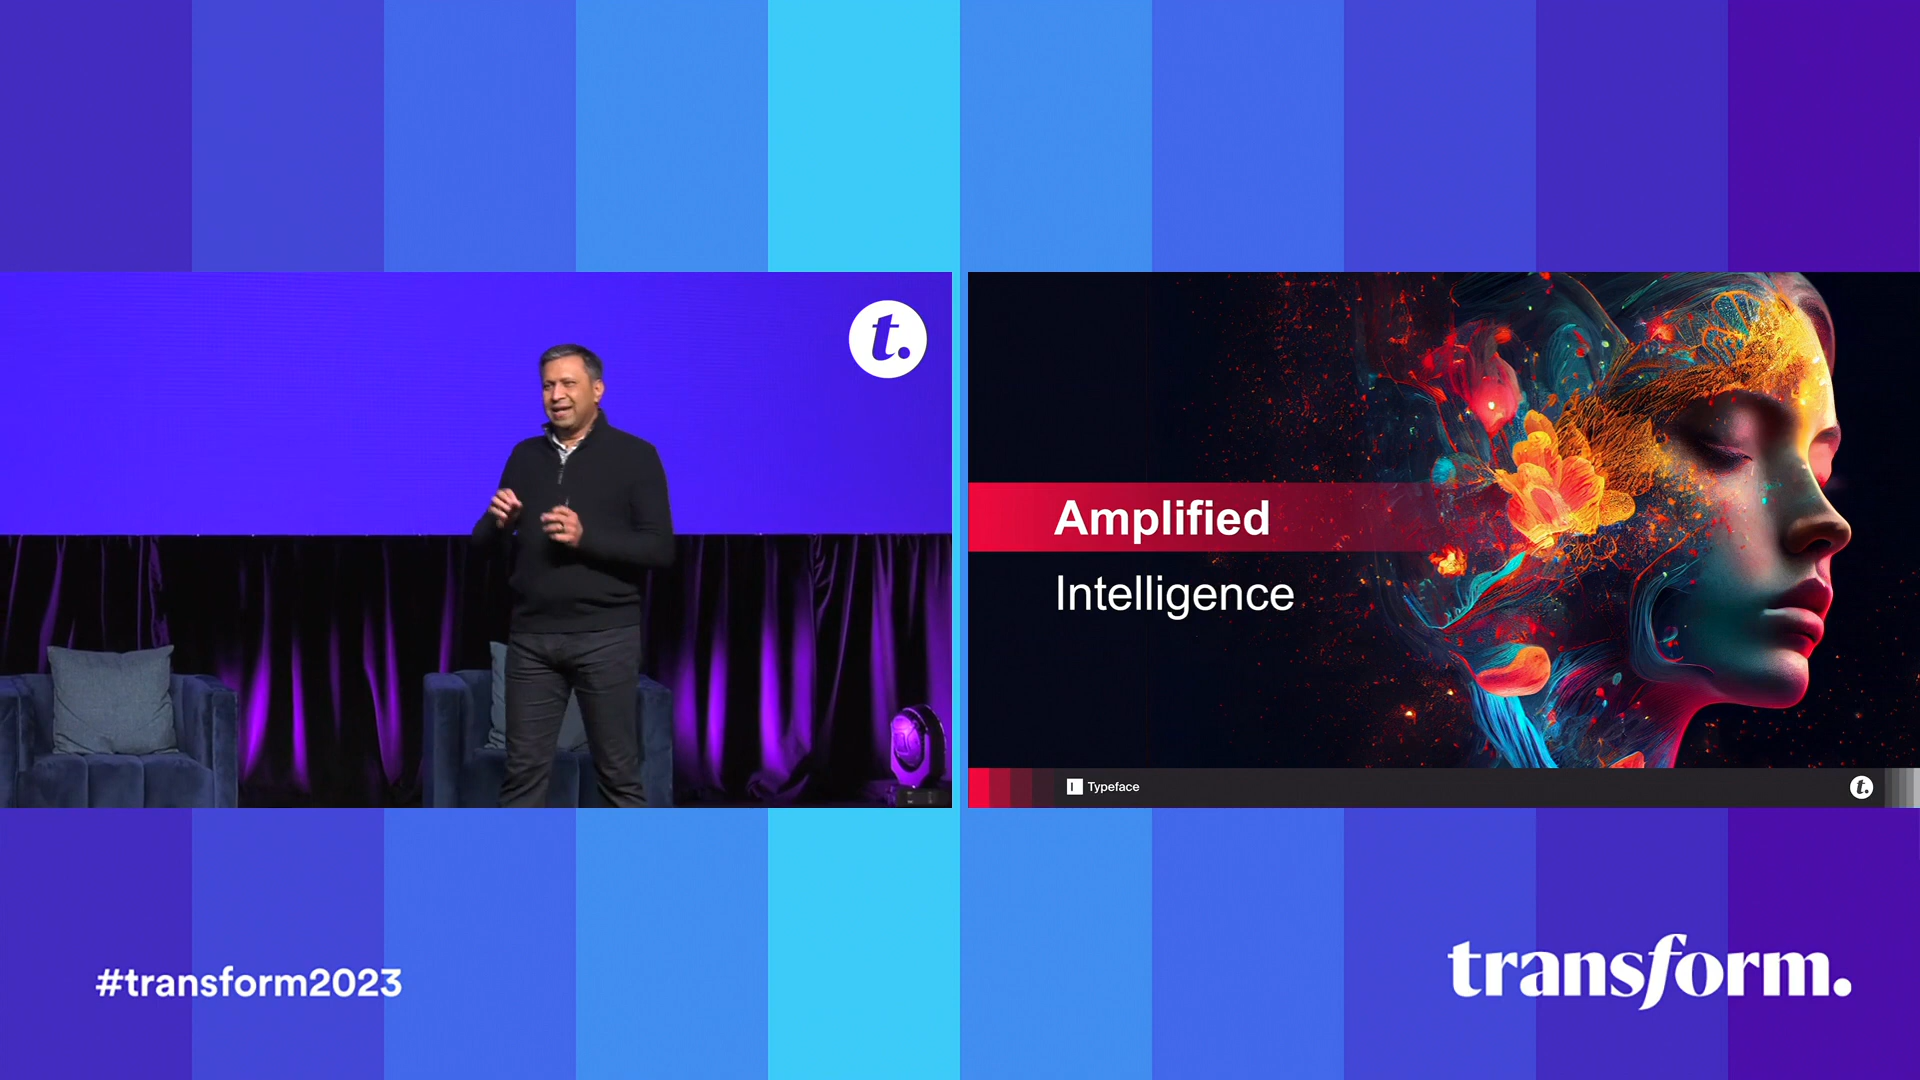 t.
Amplified
Intelligence
Typeface
t.
#transform2023
transform.